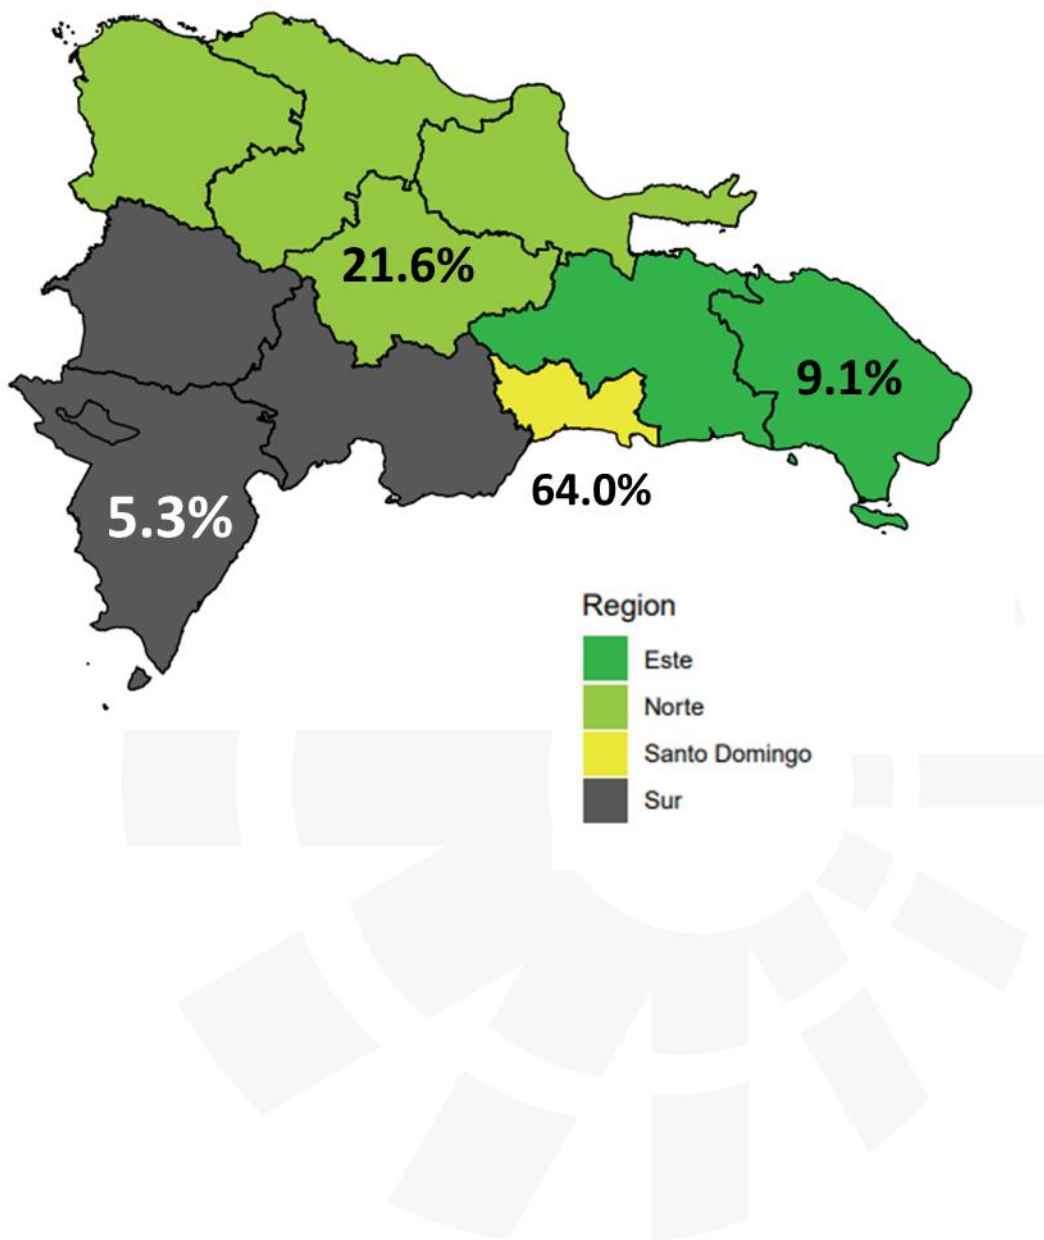 21.6%
9.1%
64.0%
5.3%
Region
Este
Norte
Santo Domingo
Sur